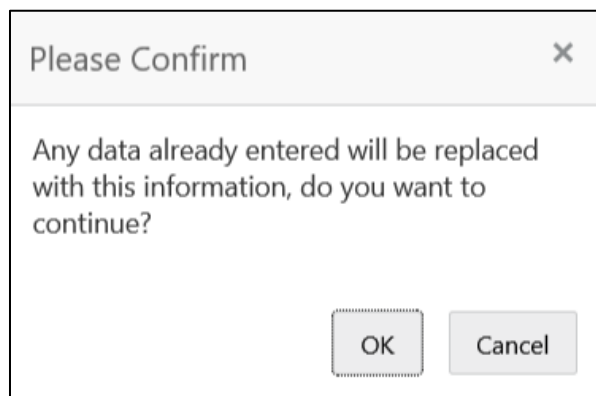 Please Confirm
Any data already entered will be replaced
with this information, do you want to
continue?
OK
Cancel